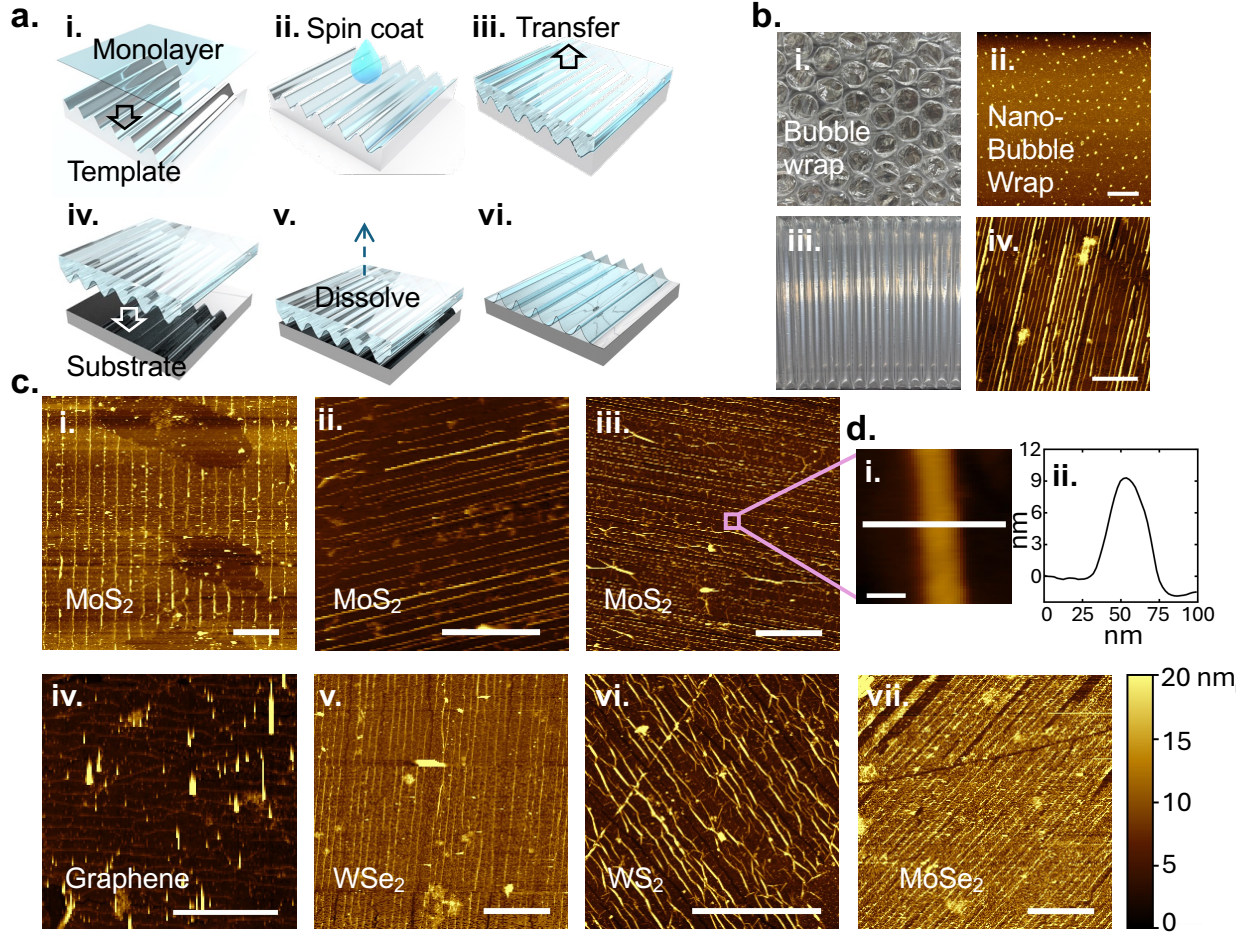 a.
i.
Monolayer
Template
ii.
Spin coat
iii.
Transfer
iv.
Substrate
v.
Dissolve
vi.
b.
i.
Bubble
wrap
ii.
Nano-
Bubble
Wrap
iii.
iv.
c.
i.
MoS₂
ii.
MoS₂
iii.
MoS₂
d.
i.
ii.
12
9
6
3
0
nm
0
25
50
75
100
nm
iv.
Graphene
v.
WSe₂
vi.
WS₂
vii.
MoSe₂
20 nm
15
10
5
0